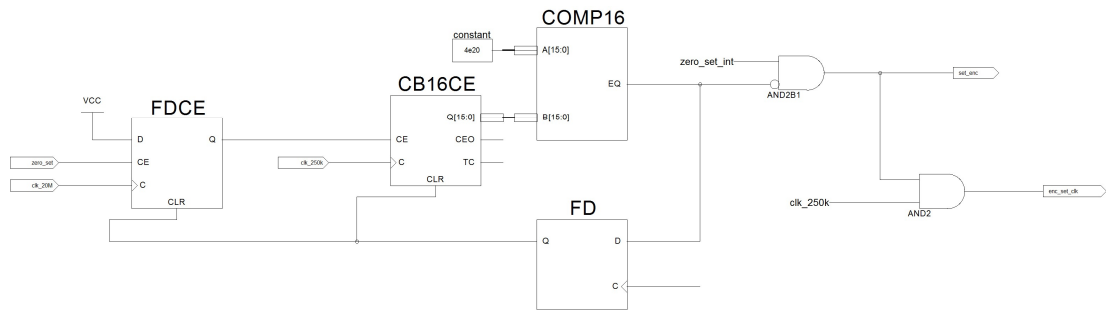 COMP16
constant
4e20
A[15:0]
zero_set_int
set_enc
EQ
AND2B1
CB16CE
VCC
FDCE
Q[15:0]
B[15:0]
D
Q
CE
CEO
zero_set
CE
clk_250k
C
TC
clk_20M
C
CLR
CLR
enc_set_clk
clk_250k
AND2
FD
Q
D
C